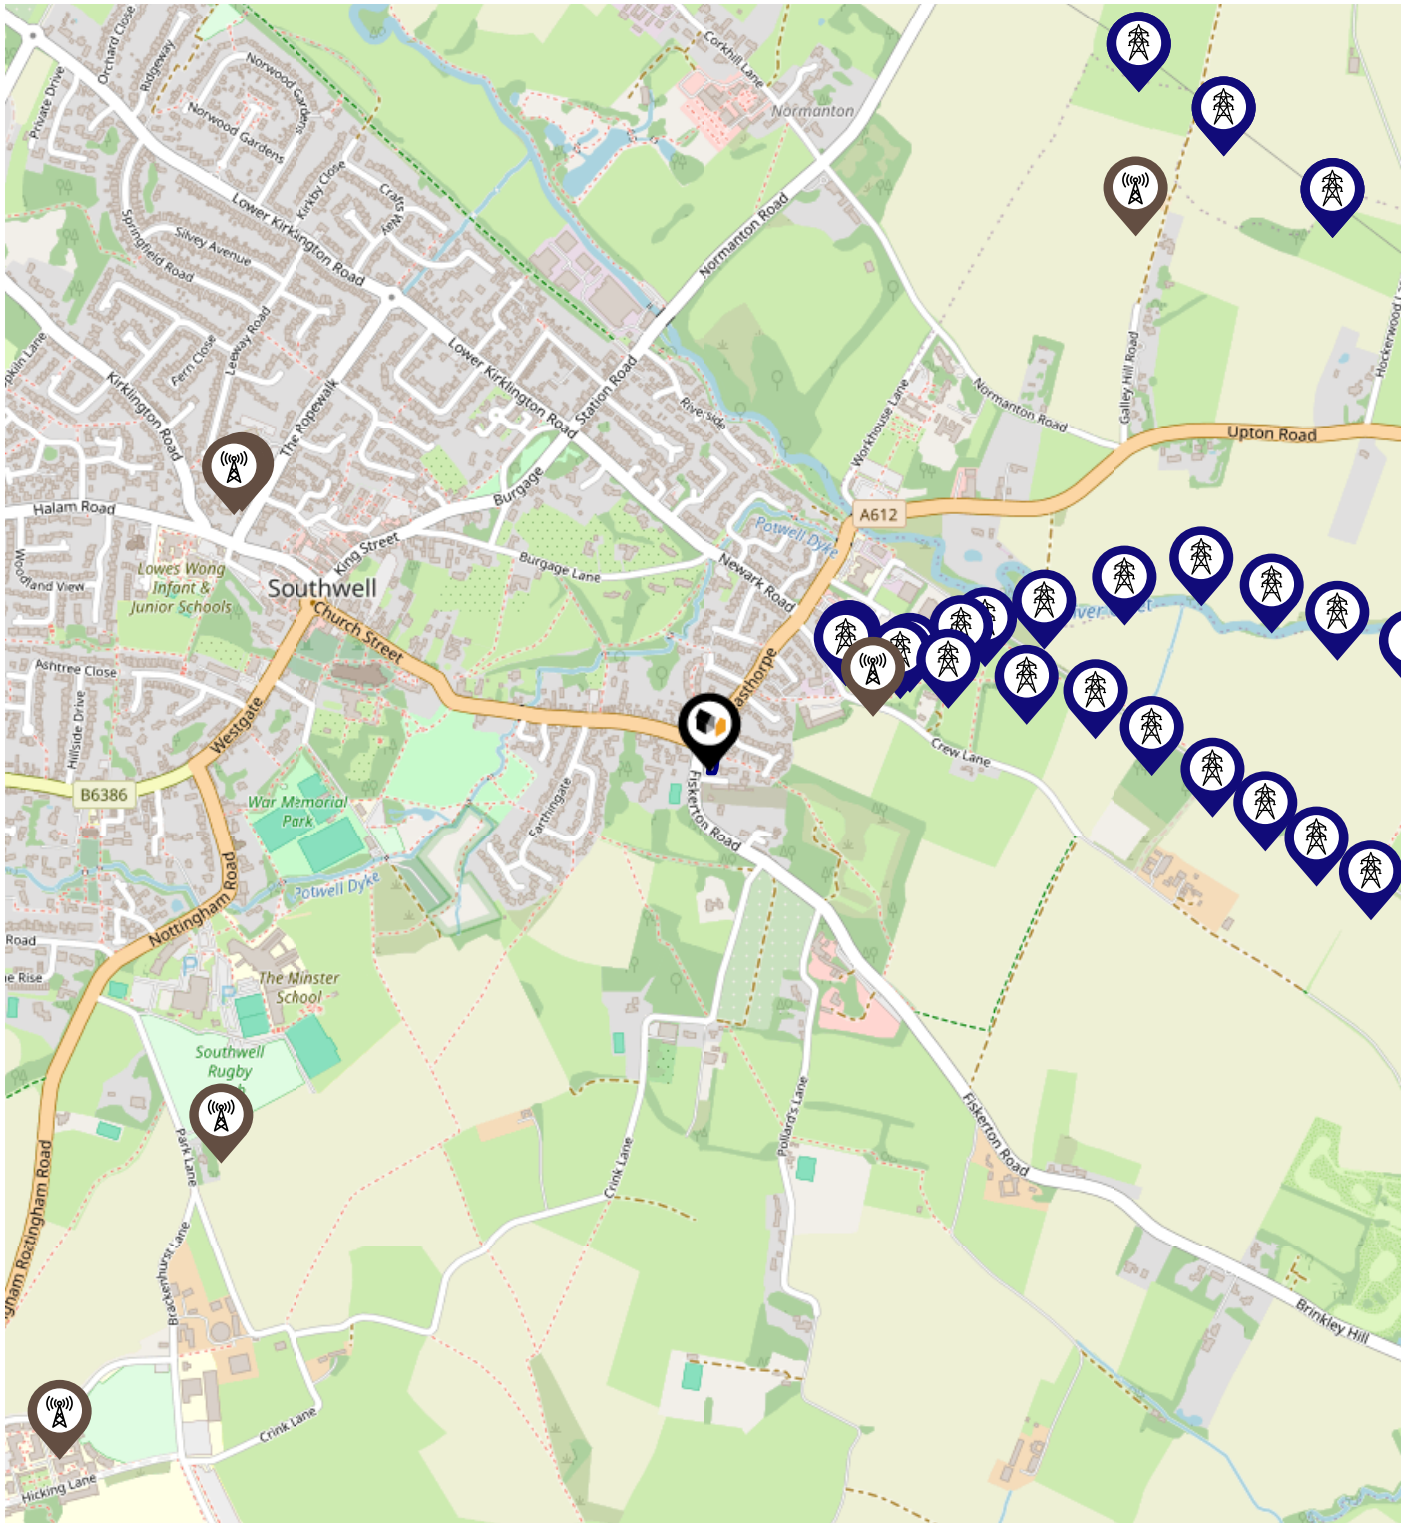 Orchard Close
Ridgeway
Private Drive
Norwood Gardens
Norwood Gardens
Corkhill Lane
Normanton
Kirkby Close
Crafts Way
Lower Kirklington Road
Springfield Road
Silvey Avenue
Normanton Road
Leeway Road
Fern Close
Kirklington Road
The Ropewalk
Lower Kirklington Road
Station Road
Riverside
Workhouse Lane
Normanton Road
Galley Hill Road
Upton Road
Halam Road
Burgage
A612
Potwell Dyke
Woodland View
Lowes Wong
Infant &
Junior Schools
King Street
Southwell
Burgage Lane
Newark Road
Church Street
Ashtree Close
Hillside Drive
Westgate
Crew Lane
B6386
War Memorial
Park
Farthingate
Fiskerton Road
Potwell Dyke
Nottingham Road
Road
The Minster
School
P
P
Southwell
Rugby
Park Lane
Pollard's Lane
Crink Lane
Fiskerton Road
Nottingham Road
Brackenhurst Lane
Brinkley Hill
Crink Lane
Hicking Lane